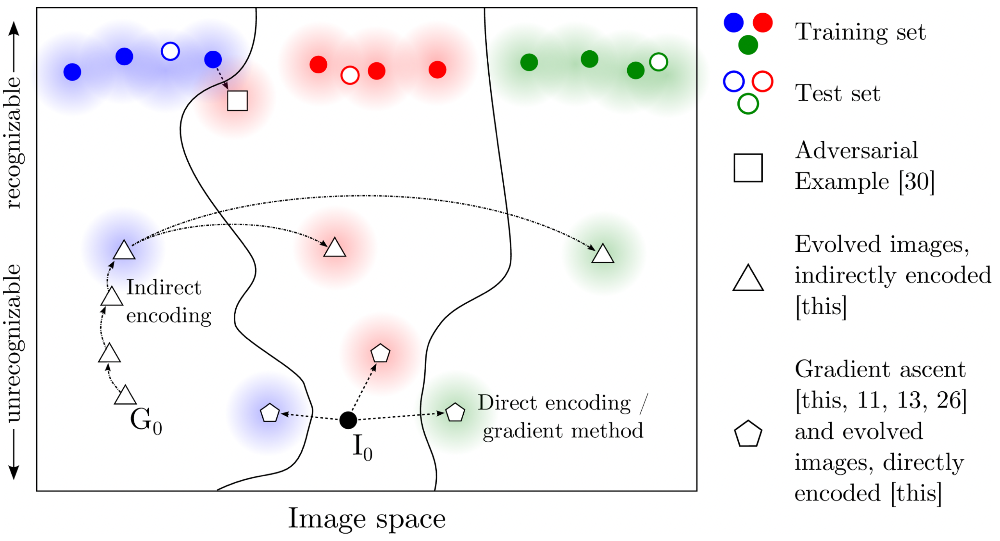 recognizable
unrecognizable
Indirect
encoding
G₀
I₀
Direct encoding /
gradient method
Image space
Training set
Test set
Adversarial
Example [30]
Evolved images,
indirectly encoded
[this]
Gradient ascent
[this, 11, 13, 26]
and evolved
images, directly
encoded [this]